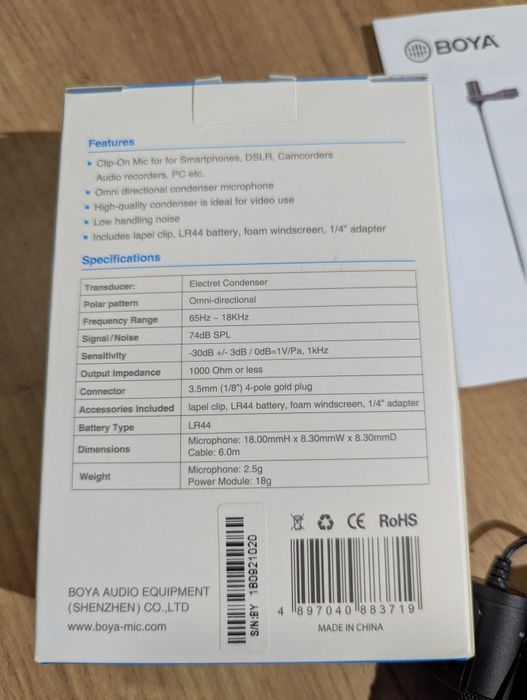 BOYA
Features
Clip-On Mic for for Smartphones, DSLR, Camcorders
Audio recorders, PC etc.
Omni directional condenser microphone
High-quality condenser is ideal for video use
Low handling noise
Includes lapel clip, LR44 battery, foam windscreen, 1/4" adapter
Specifications
Transducer: Electret Condenser
Polar pattern Omni-directional
Frequency Range 65Hz ~ 18KHz
Signal/Noise 74dB SPL
Sensitivity -30dB +/- 3dB / 0dB=1V/Pa, 1kHz
Output Impedance 1000 Ohm or less
Connector 3.5mm (1/8") 4-pole gold plug
Accessories Included lapel clip, LR44 battery, foam windscreen, 1/4" adapter
Battery Type LR44
Dimensions Microphone: 18.00mmH x 8.30mmW x 8.30mmD
Cable: 6.0m
Weight Microphone: 2.5g
Power Module: 18g
CE RoHS
S/N:BY 180921020
BOYA AUDIO EQUIPMENT
(SHENZHEN) CO.,LTD
www.boya-mic.com
4 897040 883719
MADE IN CHINA